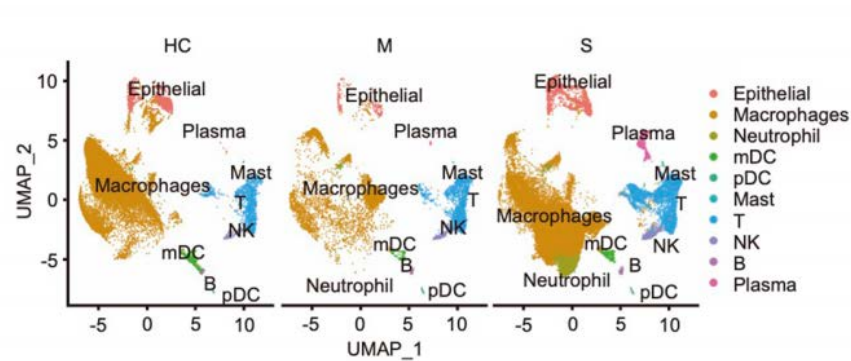 HC
M
S
UMAP_2
10
5
0
-5
Epithelial
Plasma
Macrophages
Mast
T
NK
mDC
B
pDC
-5 0 5 10
Epithelial
Plasma
Macrophages
Mast
T
NK
mDC
B
Neutrophil
pDC
-5 0 5 10
Epithelial
Plasma
Mast
T
Macrophages
NK
mDC
B
Neutrophil
pDC
-5 0 5 10
UMAP_1
Epithelial
Macrophages
Neutrophil
mDC
pDC
Mast
T
NK
B
Plasma